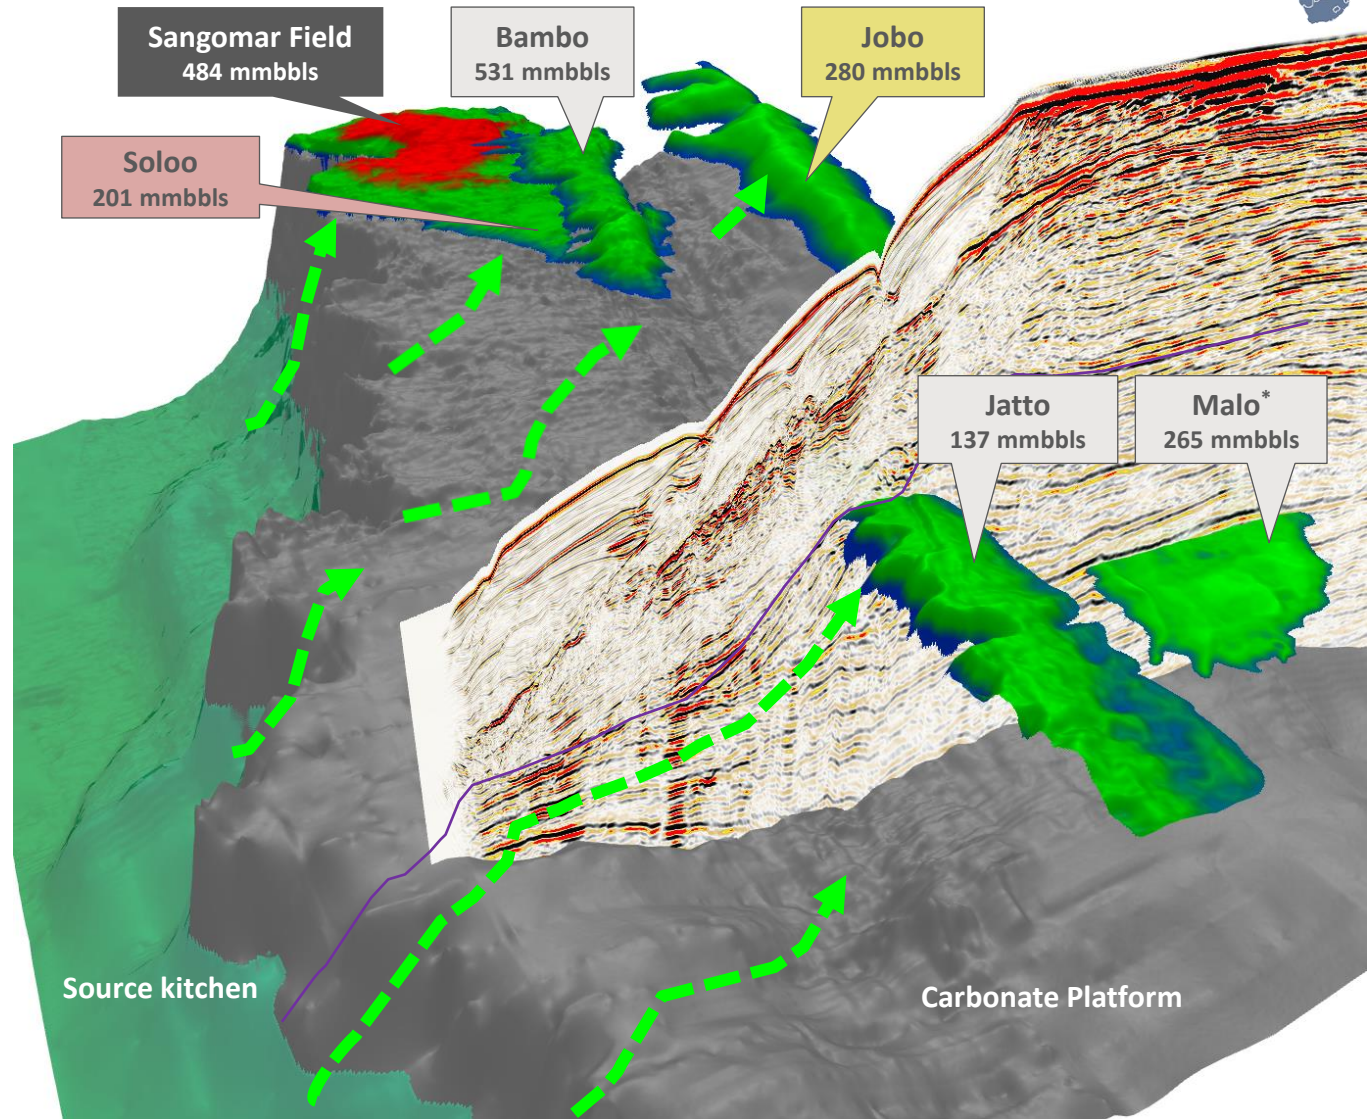 Sangomar Field
484 mmbbls
Bambo
531 mmbbls
Jobo
280 mmbbls
Soloo
201 mmbbls
Jatto
137 mmbbls
Malo*
265 mmbbls
Source kitchen
Carbonate Platform